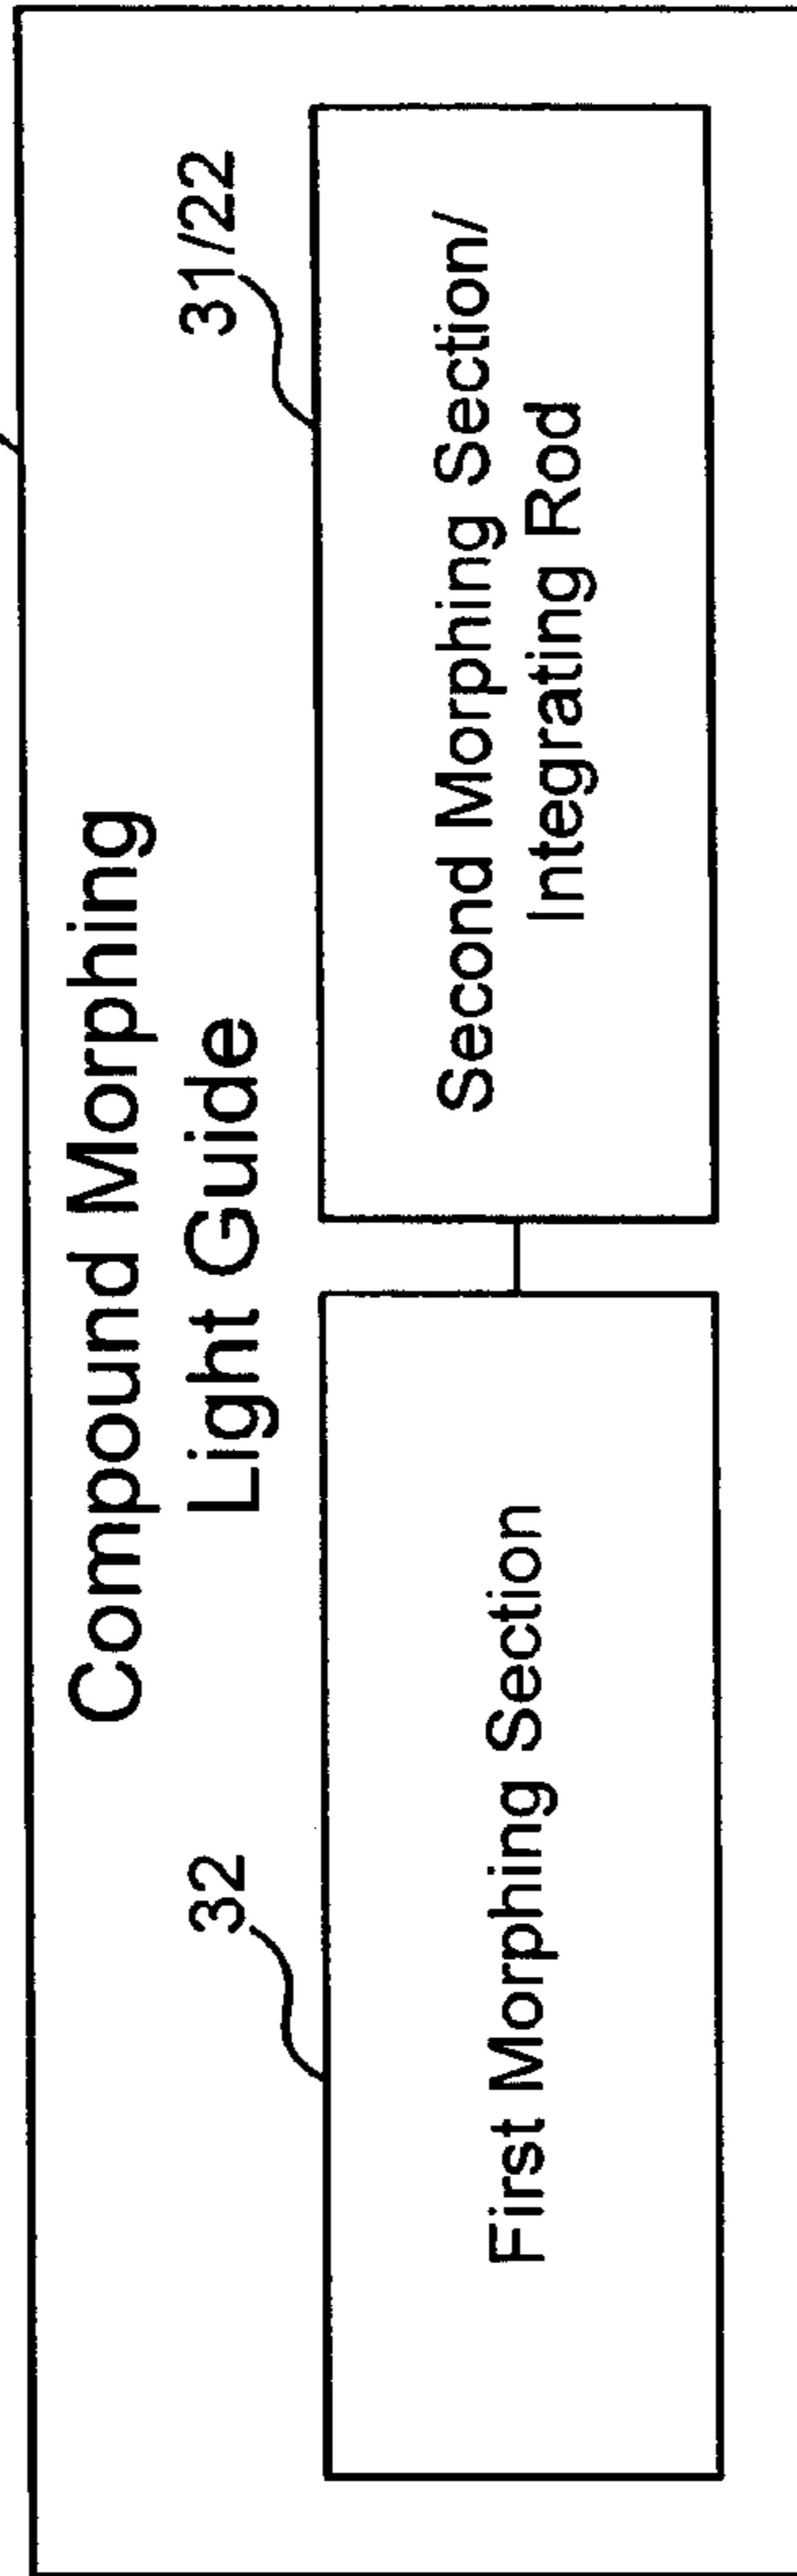 Compound Morphing
Light Guide
32
31/22
First Morphing Section
Second Morphing Section/
Integrating Rod